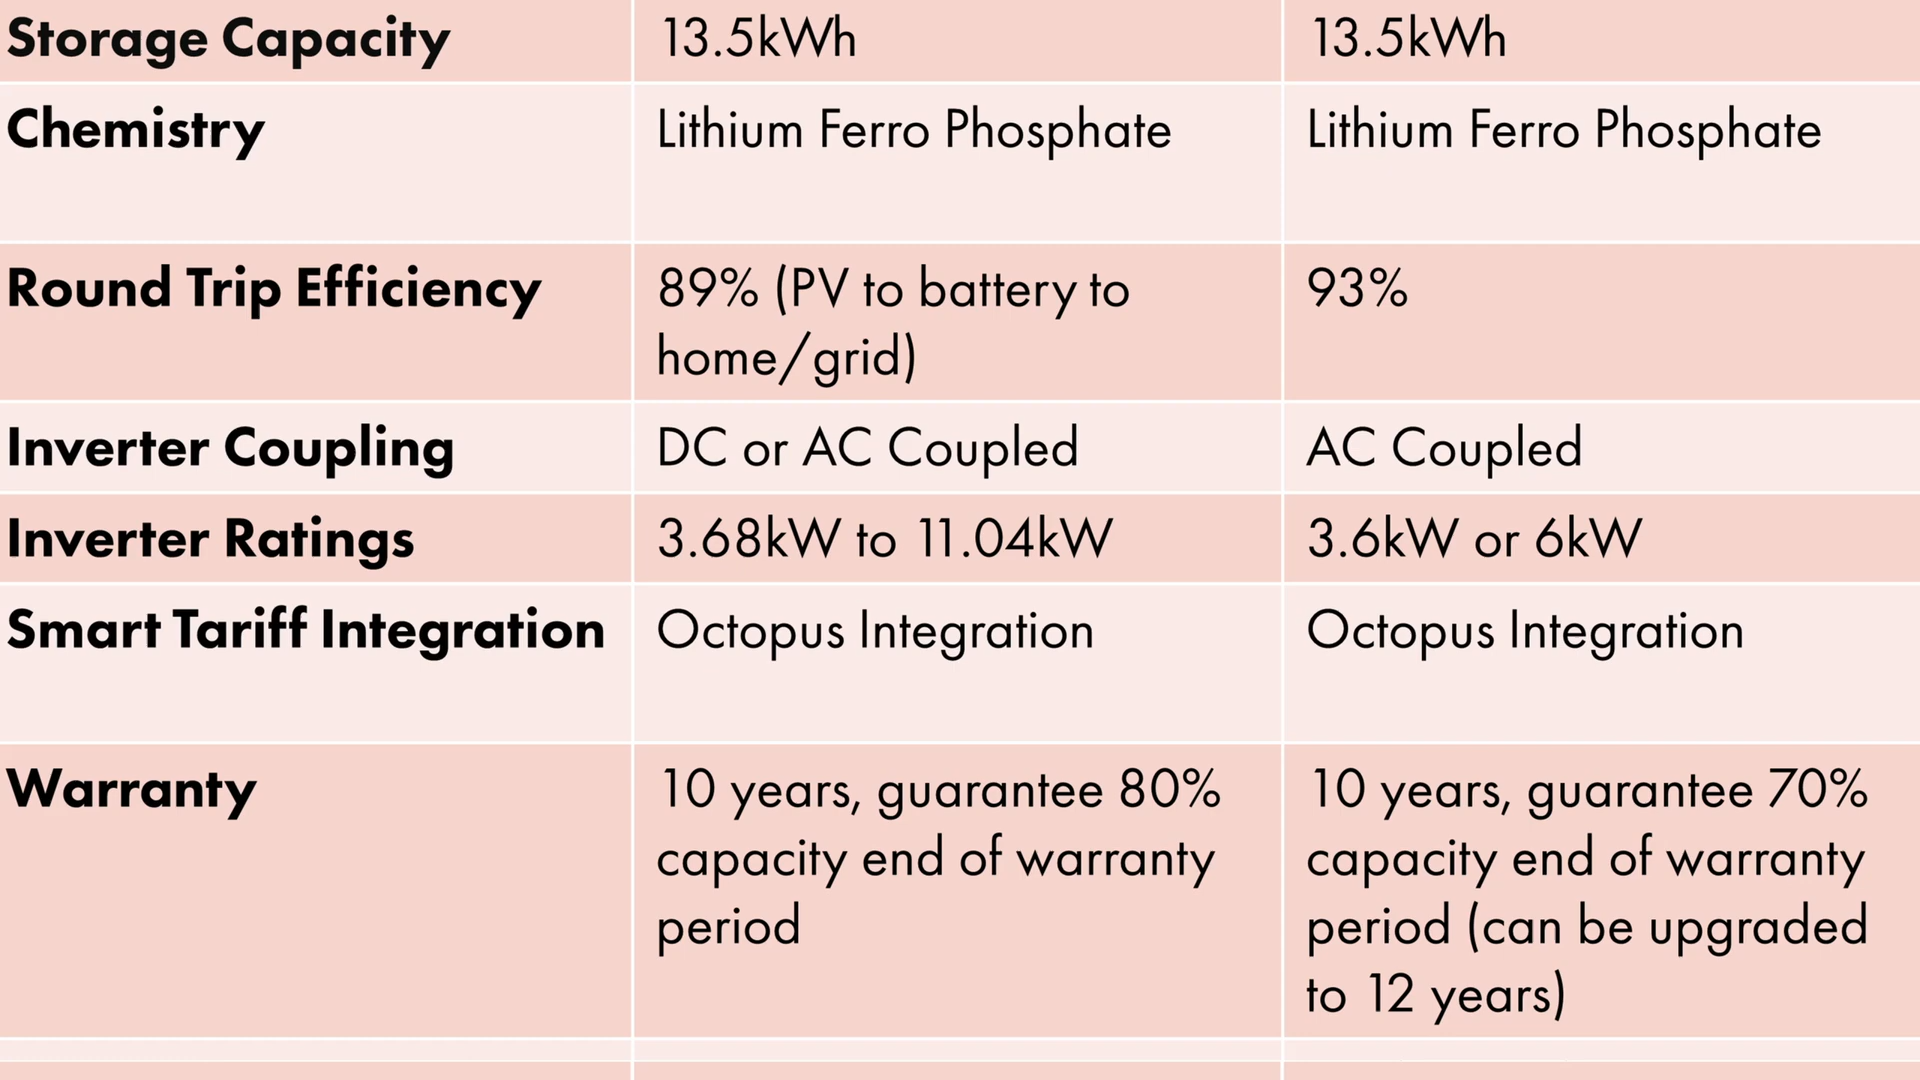 Storage Capacity 13.5kWh 13.5kWh
Chemistry Lithium Ferro Phosphate Lithium Ferro Phosphate
Round Trip Efficiency 89% (PV to battery to 93%
home/grid)
Inverter Coupling DC or AC Coupled AC Coupled
Inverter Ratings 3.68kW to 11.04kW 3.6kW or 6kW
Smart Tariff Integration Octopus Integration Octopus Integration
Warranty 10 years, guarantee 80% 10 years, guarantee 70%
capacity end of warranty capacity end of warranty
period period (can be upgraded
to 12 years)